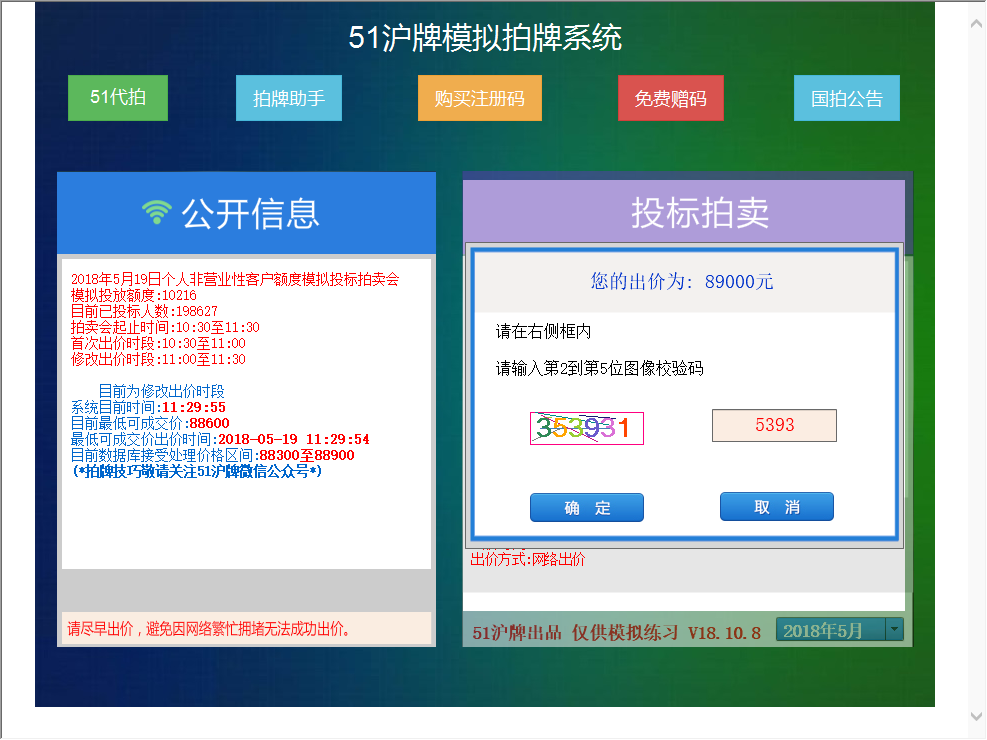 51沪牌模拟拍牌系统
51代拍
拍牌助手
购买注册码
免费赠码
国拍公告
公开信息
2018年5月19日个人非营业性客户额度模拟投标拍卖会
模拟投放额度:10216
目前已投标人数:198627
拍卖会起止时间:10:30至11:30
首次出价时段:10:30至11:00
修改出价时段:11:00至11:30
目前为修改出价时段
系统目前时间:11:29:55
目前最低可成交价:88600
最低可成交价出价时间:2018-05-19 11:29:54
目前数据库接受处理价格区间:88300至88900
(*拍牌技巧敬请关注51沪牌微信公众号*)
请尽早出价，避免因网络繁忙拥堵无法成功出价。
投标拍卖
您的出价为：89000元
请在右侧框内
请输入第2到第5位图像校验码
353931
5393
确 定
取 消
出价方式:网络出价
51沪牌出品 仅供模拟练习 V18.10.8
2018年5月